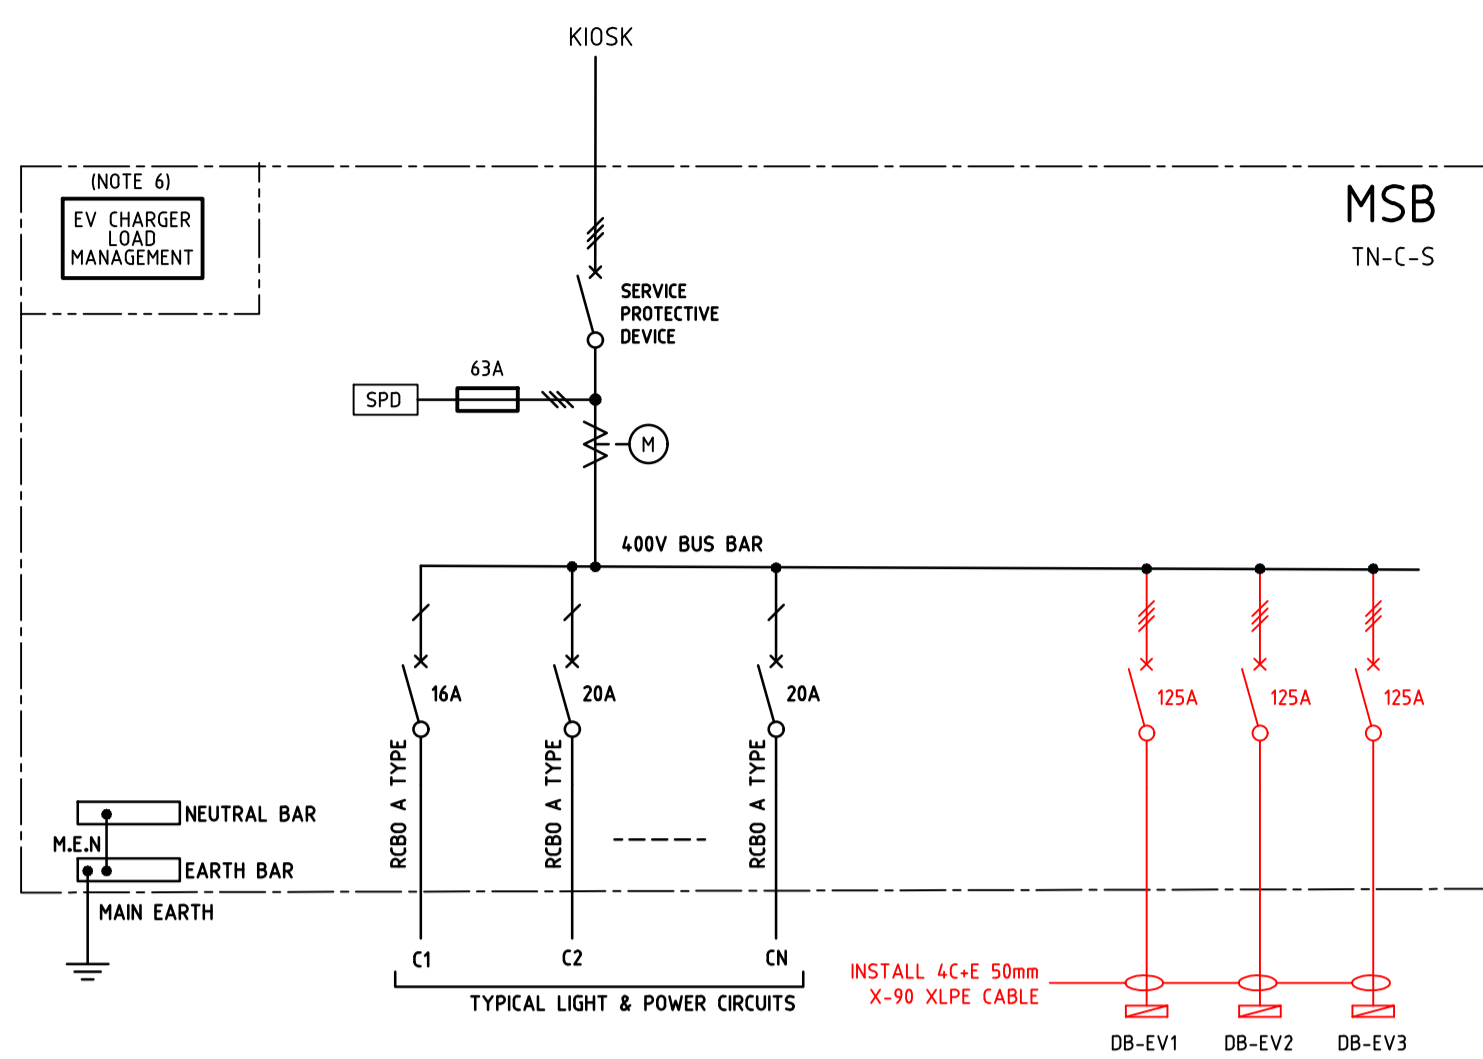 KIOSK
(NOTE 6)
EV CHARGER
LOAD
MANAGEMENT
MSB
TN-C-S
SERVICE
PROTECTIVE
DEVICE
63A
SPD
M
400V BUS BAR
16A
20A
20A
125A
125A
125A
RCBO A TYPE
RCBO A TYPE
RCBO A TYPE
NEUTRAL BAR
M.E.N
EARTH BAR
MAIN EARTH
C1
C2
CN
TYPICAL LIGHT & POWER CIRCUITS
INSTALL 4C+E 50mm
X-90 XLPE CABLE
DB-EV1
DB-EV2
DB-EV3